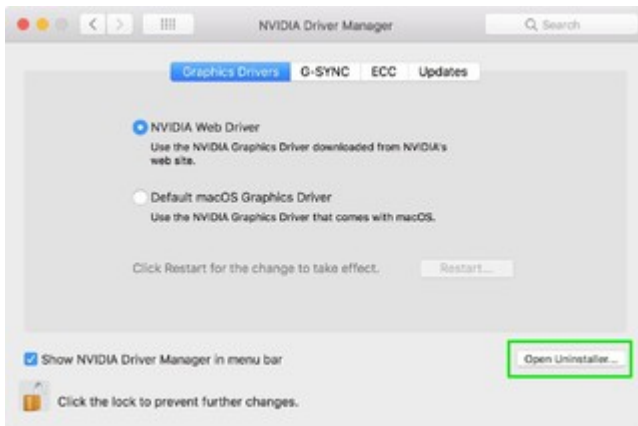 NVIDIA Driver Manager
Search
Graphics Drivers G-SYNC ECC Updates
NVIDIA Web Driver
Use the NVIDIA Graphics Driver downloaded from NVIDIA's
web site.
Default macOS Graphics Driver
Use the NVIDIA Graphics Driver that comes with macOS.
Click Restart for the change to take effect. Restart...
Show NVIDIA Driver Manager in menu bar
Open Uninstaller...
Click the lock to prevent further changes.